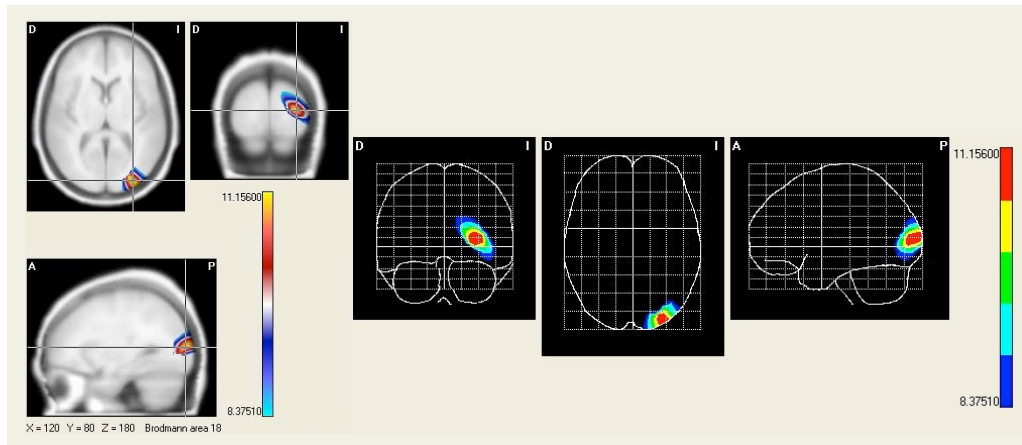 D I
D I
11.15600
8.37510
A P
X = 120 Y = 80 Z = 180 Brodmann area 18
D I
D I
A P
11.15600
8.37510